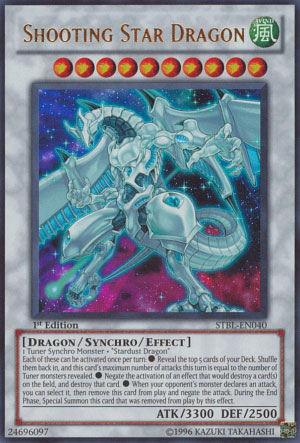 SHOOTING STAR DRAGON
WIND
風
STBL-EN040
1st Edition
[DRAGON/SYNCHRO/EFFECT]
1 Tuner Synchro Monster + "Stardust Dragon"
Each of these can be activated once per turn: ● Reveal the top 5 cards of your Deck. Shuffle
them back in, and this card's maximum number of attacks this turn is equal to the number of
Tuner monsters revealed. ● Negate the activation of an effect that would destroy a card(s)
on the field, and destroy that card. ● When your opponent's monster declares an attack,
you can select it, then remove this card from play and negate the attack. During the End
Phase, Special Summon this card that was removed from play by this effect.
ATK/3300 DEF/2500
24696097
©1996 KAZUKI TAKAHASHI